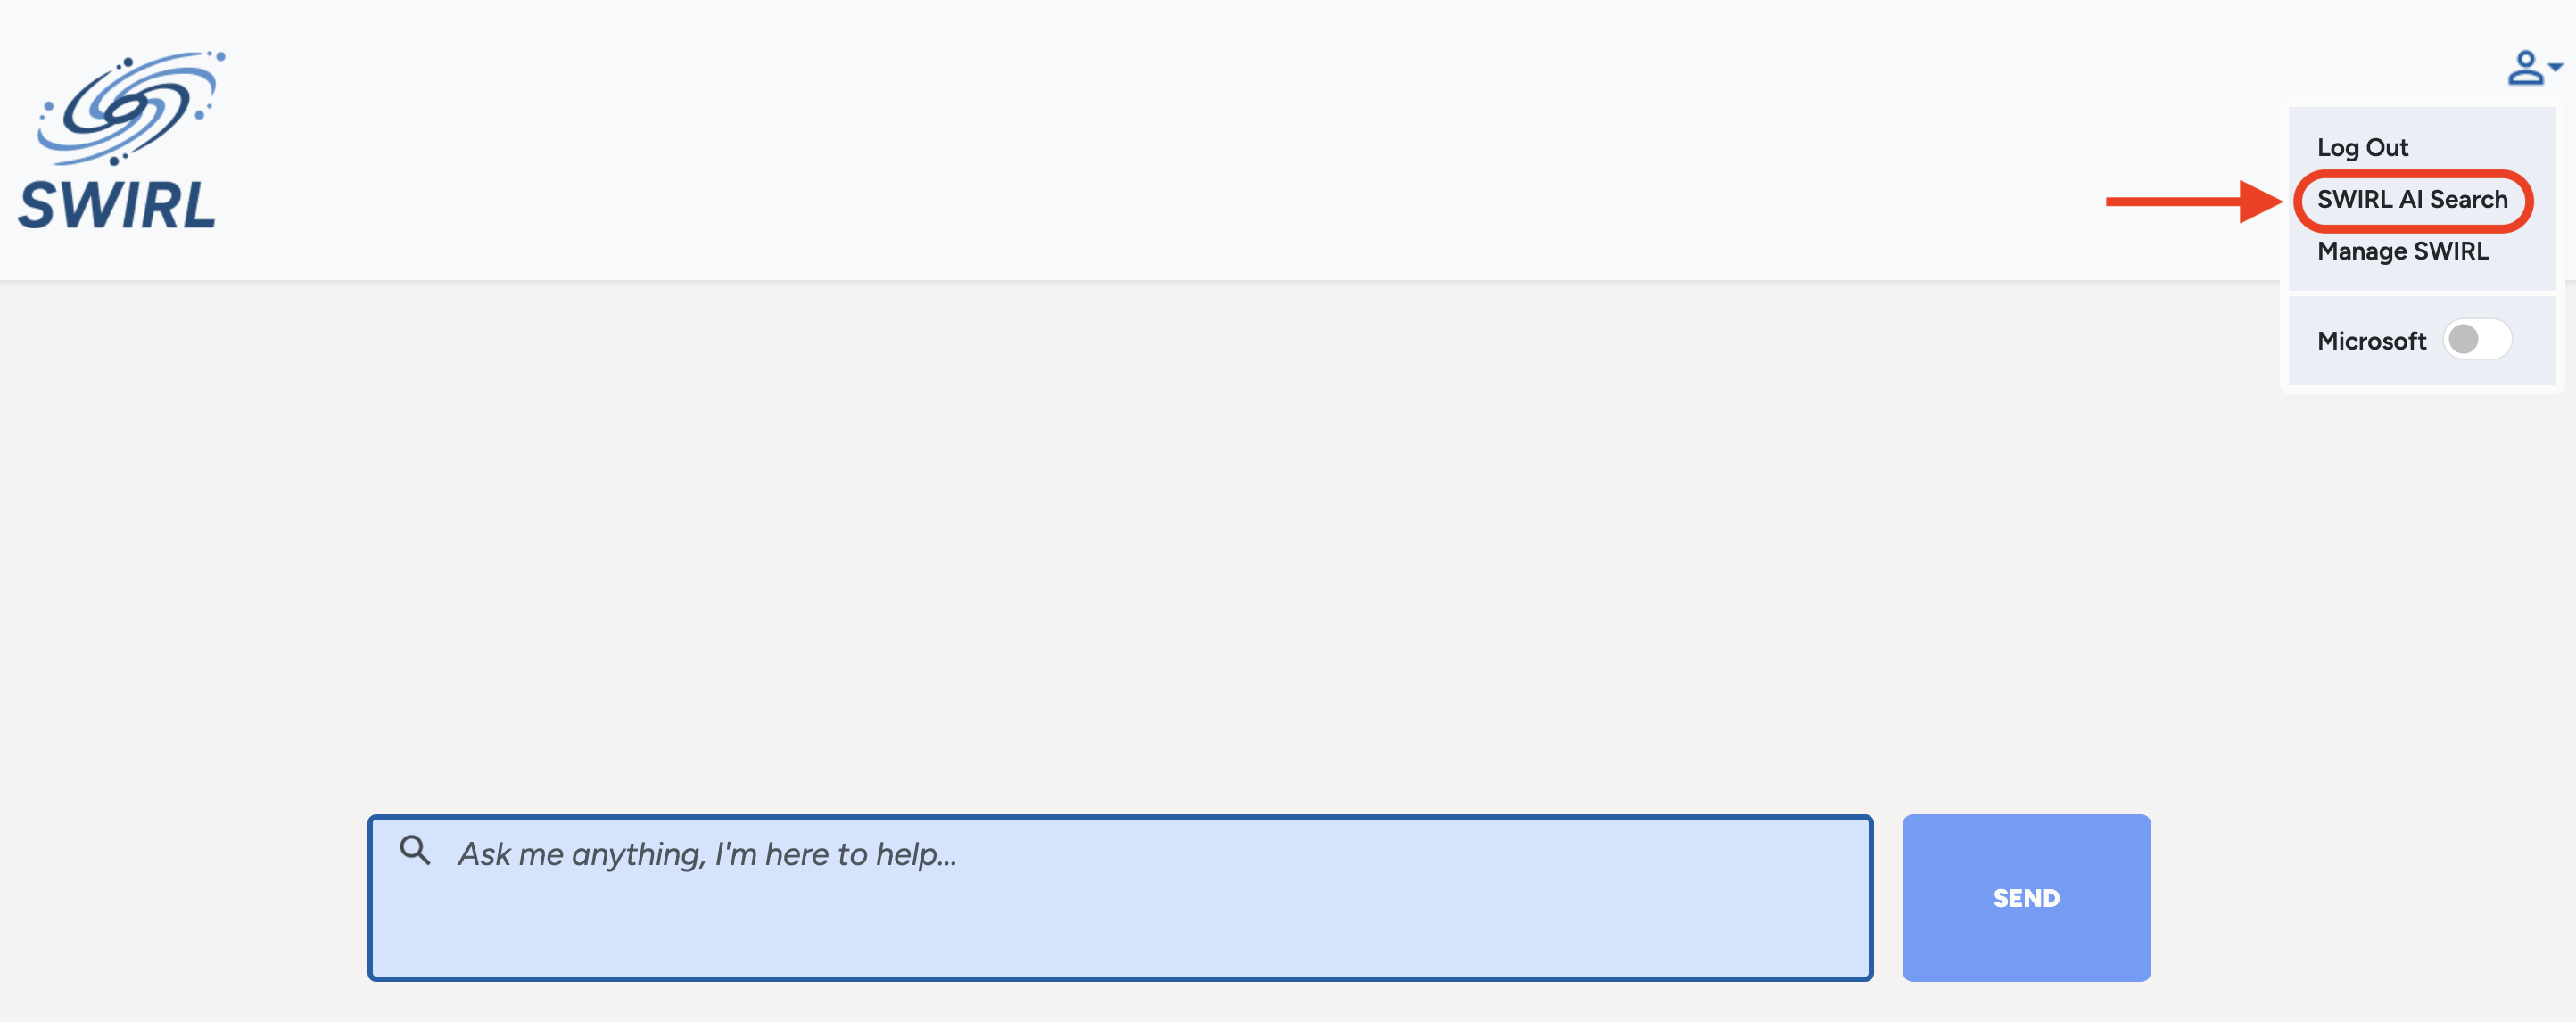 SWIRL
Log Out
SWIRL AI Search
Manage SWIRL
Microsoft
Ask me anything, I'm here to help...
SEND